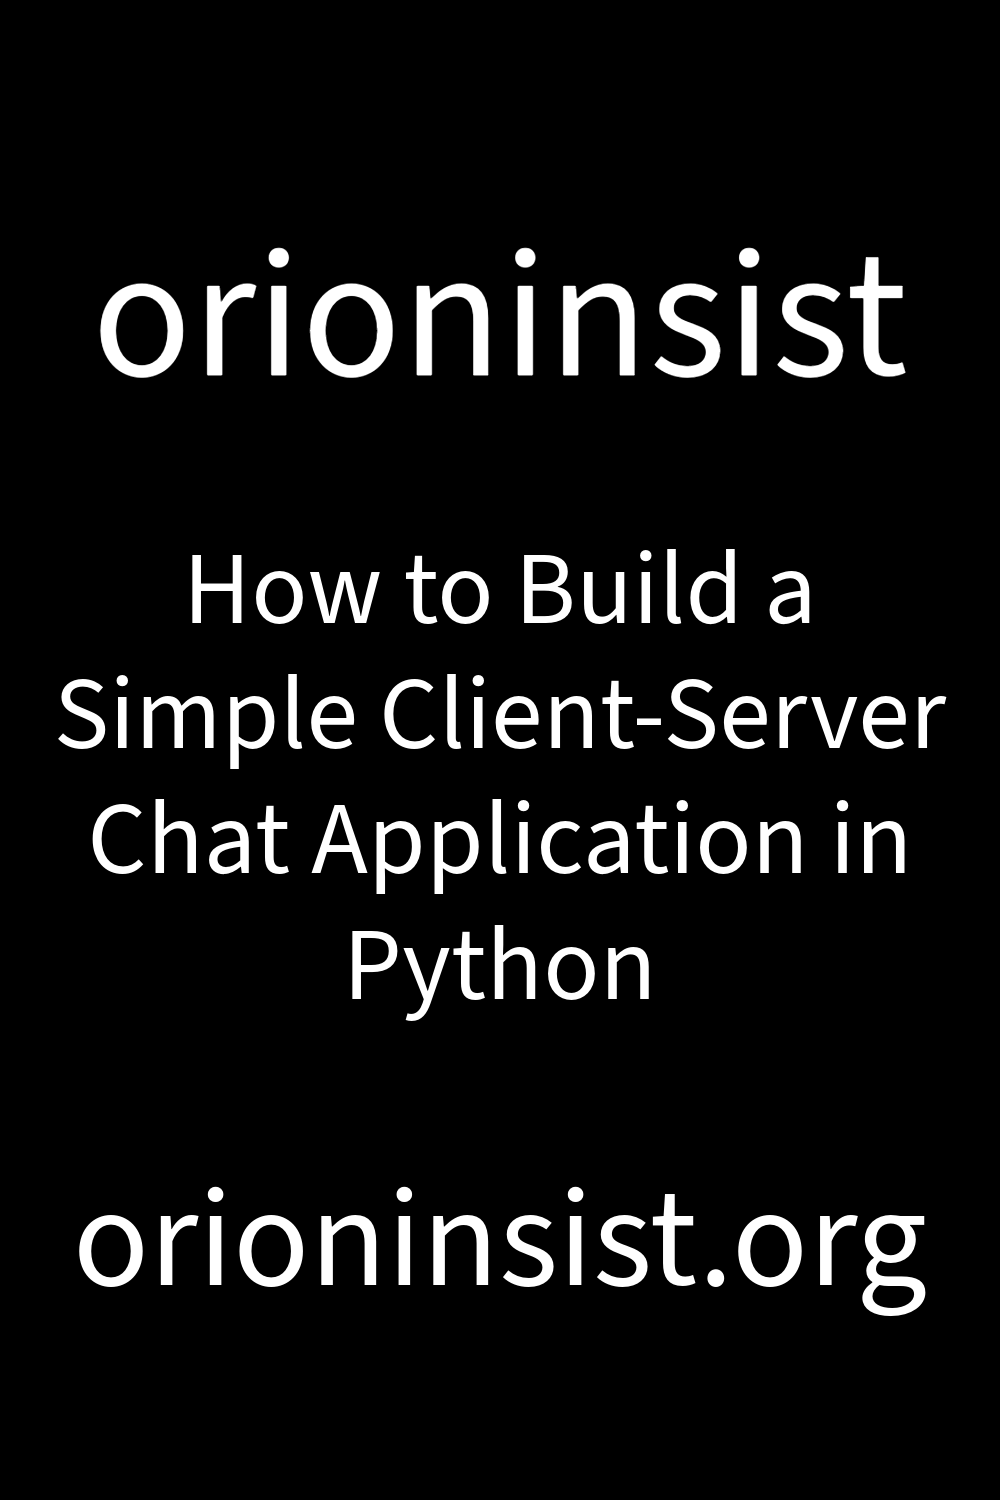 orioninsist
How to Build a
Simple Client-Server
Chat Application in
Python
orioninsist.org